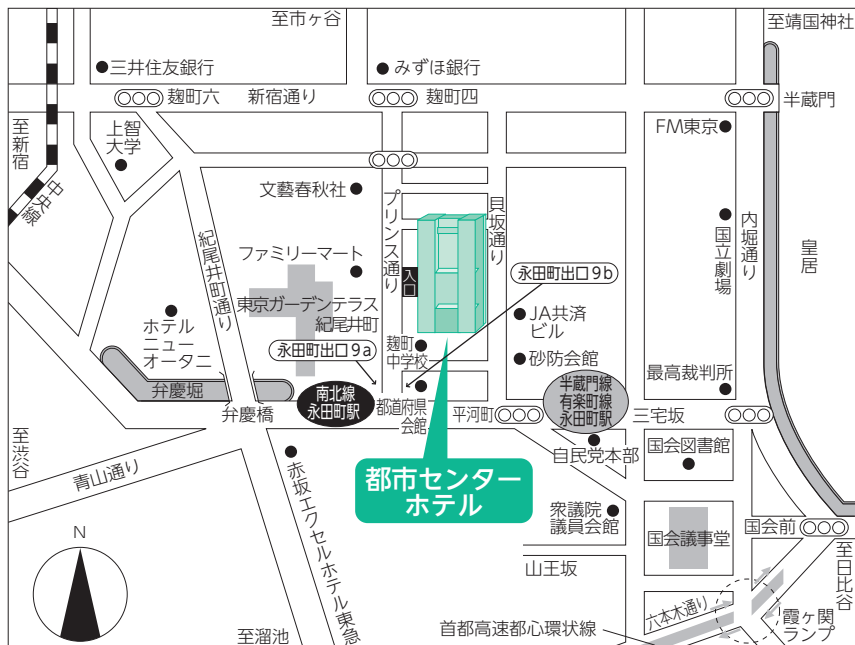 至市ヶ谷
至靖国神社
三井住友銀行
みずほ銀行
麹町六
新宿通り
麹町四
半蔵門
至新宿
上智
大学
FM東京
中央線
文藝春秋社
プリンス通り
貝坂通り
国立劇場
内堀通り
皇居
紀尾井町通り
ファミリーマート
入口
永田町出口9b
東京ガーデンテラス
紀尾井町
ホテル
ニュー
オータニ
JA共済
ビル
麹町
中学校
永田町出口9a
砂防会館
最高裁判所
弁慶堀
南北線
永田町駅
半蔵門線
有楽町線
永田町駅
弁慶橋
都道府県
会館
平河町
三宅坂
至渋谷
青山通り
赤坂エクセルホテル東急
自民党本部
国会図書館
都市センター
ホテル
衆議院
議員会館
国会議事堂
国会前
N
至日比谷
山王坂
六本木通り
霞ヶ関
ランプ
至溜池
首都高速都心環状線